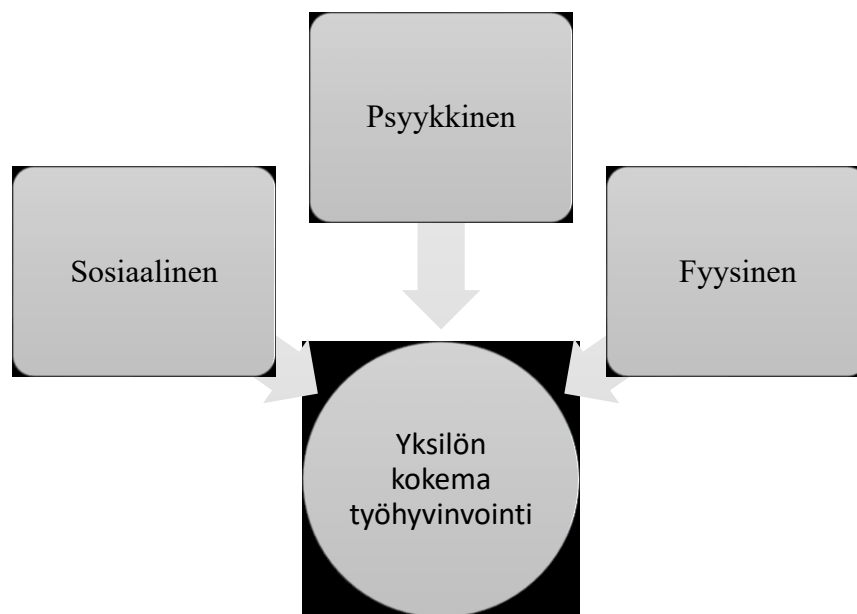 Psyykkinen
Sosiaalinen
Fyysinen
Yksilön
kokema
työhyvinvointi